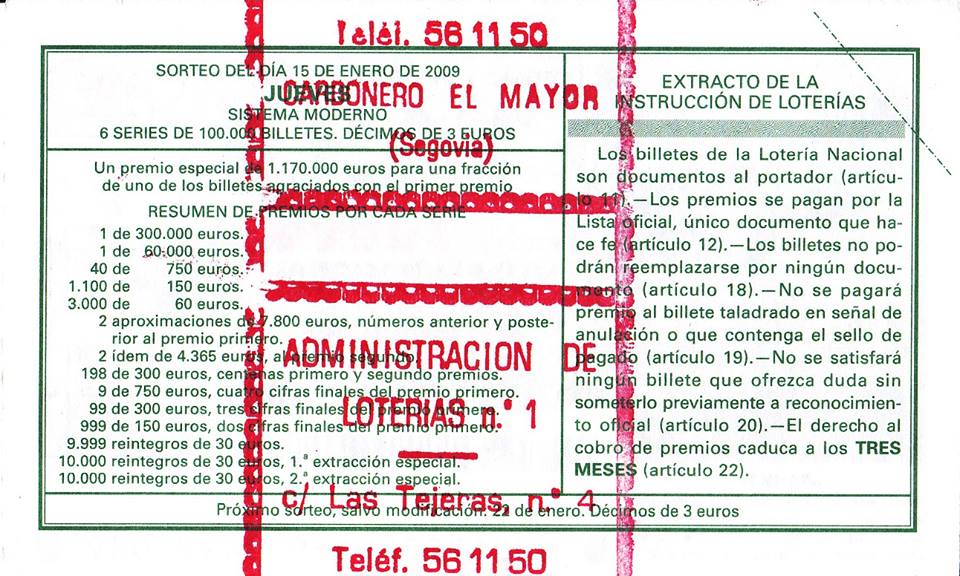 Teléf. 56 11 50
CARBONERO EL MAYOR
(Segovia)
ADMINISTRACION DE
LOTERIAS n.º 1
c/ Las Tejeras, n.º 4
Teléf. 56 11 50
SORTEO DEL DÍA 15 DE ENERO DE 2009
JUEVES
SISTEMA MODERNO
6 SERIES DE 100.000 BILLETES. DÉCIMOS DE 3 EUROS
Un premio especial de 1.170.000 euros para una fracción
de uno de los billetes agraciados con el primer premio
RESUMEN DE PREMIOS POR CADA SERIE
1 de 300.000 euros.
1 de 60.000 euros.
40 de 750 euros.
1.100 de 150 euros.
3.000 de 60 euros.
2 aproximaciones de 7.800 euros, números anterior y poste-
rior al premio primero.
2 ídem de 4.365 euros, al premio segundo.
198 de 300 euros, centenas primero y segundo premios.
9 de 750 euros, cuatro cifras finales del premio primero.
99 de 300 euros, tres cifras finales del premio primero.
999 de 150 euros, dos cifras finales del premio primero.
9.999 reintegros de 30 euros.
10.000 reintegros de 30 euros, 1.ª extracción especial.
10.000 reintegros de 30 euros, 2.ª extracción especial.
EXTRACTO DE LA
INSTRUCCIÓN DE LOTERÍAS
Los billetes de la Lotería Nacional
son documentos al portador (artícu-
lo 11).—Los premios se pagan por la
Lista oficial, único documento que ha-
ce fe (artículo 12).—Los billetes no po-
drán reemplazarse por ningún docu-
mento (artículo 18).—No se pagará
premio al billete taladrado en señal de
anulación o que contenga el sello de
pagado (artículo 19).—No se satisfará
ningún billete que ofrezca duda sin
someterlo previamente a reconocimien-
to oficial (artículo 20).—El derecho al
cobro de premios caduca a los TRES
MESES (artículo 22).
Próximo sorteo, salvo modificación: 22 de enero. Décimos de 3 euros